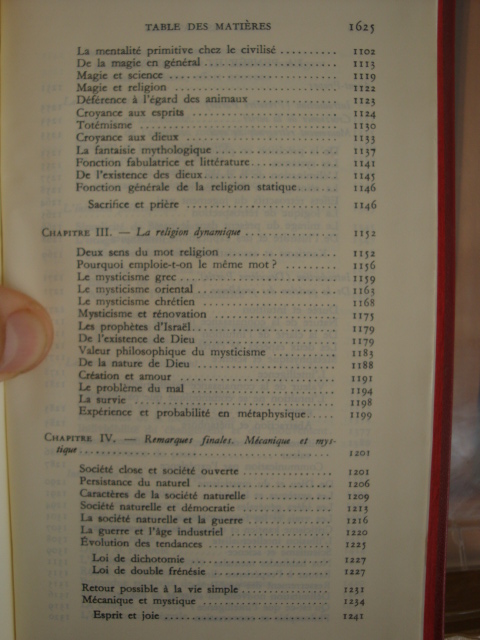 TABLE DES MATIÈRES 1625
La mentalité primitive chez le civilisé .......... 1102
De la magie en général .......... 1113
Magie et science .......... 1119
Magie et religion .......... 1122
Déférence à l'égard des animaux .......... 1123
Croyance aux esprits .......... 1124
Totémisme .......... 1130
Croyance aux dieux .......... 1133
La fantaisie mythologique .......... 1137
Fonction fabulatrice et littérature .......... 1141
De l'existence des dieux .......... 1145
Fonction générale de la religion statique .......... 1146
Sacrifice et prière .......... 1146
CHAPITRE III. — La religion dynamique .......... 1152
Deux sens du mot religion .......... 1152
Pourquoi emploie-t-on le même mot ? .......... 1156
Le mysticisme grec .......... 1159
Le mysticisme oriental .......... 1163
Le mysticisme chrétien .......... 1168
Mysticisme et rénovation .......... 1175
Les prophètes d'Israël .......... 1179
De l'existence de Dieu .......... 1179
Valeur philosophique du mysticisme .......... 1183
De la nature de Dieu .......... 1188
Création et amour .......... 1191
Le problème du mal .......... 1194
La survie .......... 1198
Expérience et probabilité en métaphysique .......... 1199
CHAPITRE IV. — Remarques finales. Mécanique et mys-
tique .......... 1201
Société close et société ouverte .......... 1201
Persistance du naturel .......... 1206
Caractères de la société naturelle .......... 1209
Société naturelle et démocratie .......... 1213
La société naturelle et la guerre .......... 1216
La guerre et l'âge industriel .......... 1220
Évolution des tendances .......... 1225
Loi de dichotomie .......... 1227
Loi de double frénésie .......... 1227
Retour possible à la vie simple .......... 1231
Mécanique et mystique .......... 1234
Esprit et joie .......... 1241